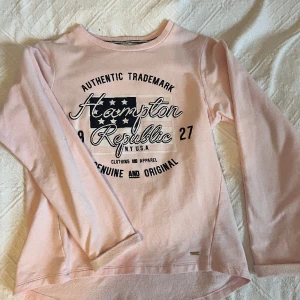 AUTHENTIC TRADEMARK
Hampton
9 Republic 27
N.Y U.S.A
CLOTHING AND APPAREL
GENUINE AND ORIGINAL